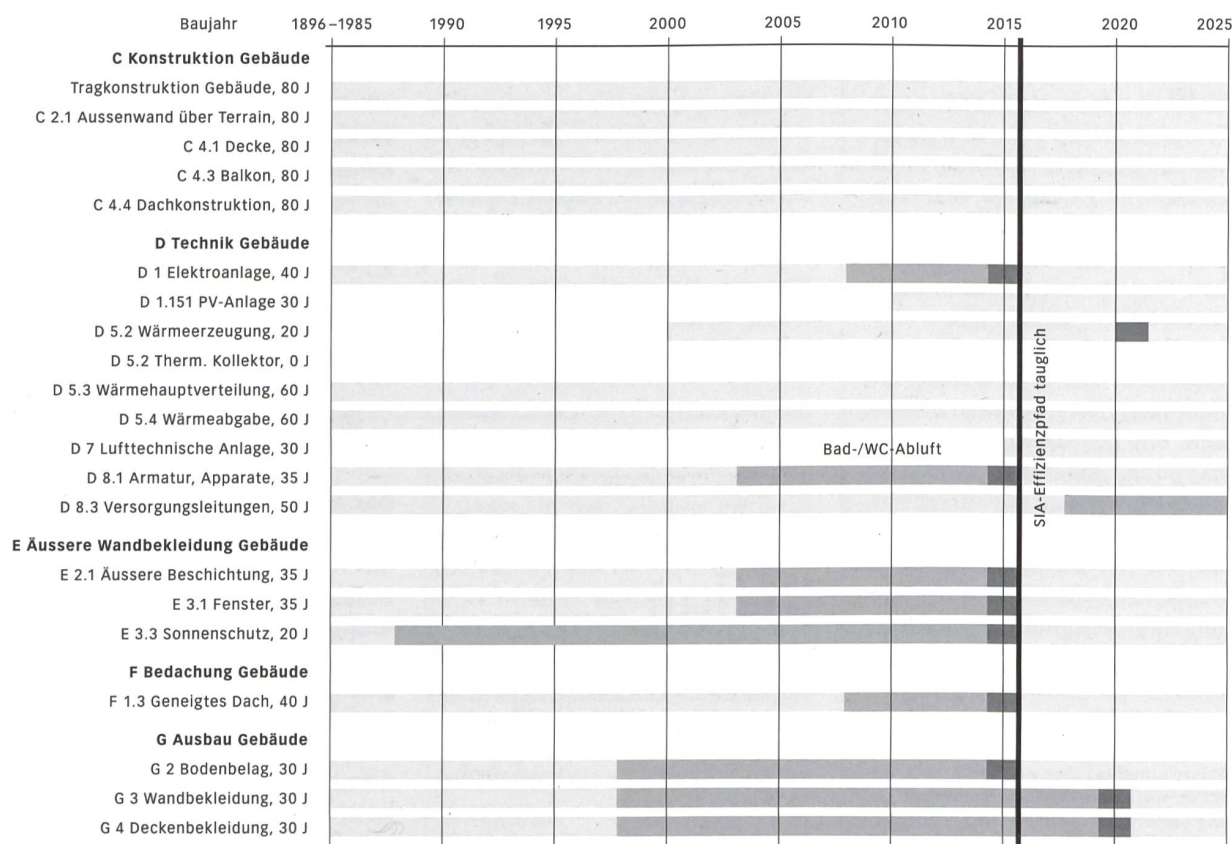 Baujahr 1896–1985 1990 1995 2000 2005 2010 2015 2020 2025
C Konstruktion Gebäude
Tragkonstruktion Gebäude, 80 J
C 2.1 Aussenwand über Terrain, 80 J
C 4.1 Decke, 80 J
C 4.3 Balkon, 80 J
C 4.4 Dachkonstruktion, 80 J
D Technik Gebäude
D 1 Elektroanlage, 40 J
D 1.151 PV-Anlage 30 J
D 5.2 Wärmeerzeugung, 20 J
D 5.2 Therm. Kollektor, 0 J
D 5.3 Wärmehauptverteilung, 60 J
D 5.4 Wärmeabgabe, 60 J
D 7 Lufttechnische Anlage, 30 J Bad-/WC-Abluft
D 8.1 Armatur, Apparate, 35 J
D 8.3 Versorgungsleitungen, 50 J
SIA-Effizienzpfad tauglich
E Äussere Wandbekleidung Gebäude
E 2.1 Äussere Beschichtung, 35 J
E 3.1 Fenster, 35 J
E 3.3 Sonnenschutz, 20 J
F Bedachung Gebäude
F 1.3 Geneigtes Dach, 40 J
G Ausbau Gebäude
G 2 Bodenbelag, 30 J
G 3 Wandbekleidung, 30 J
G 4 Deckenbekleidung, 30 J